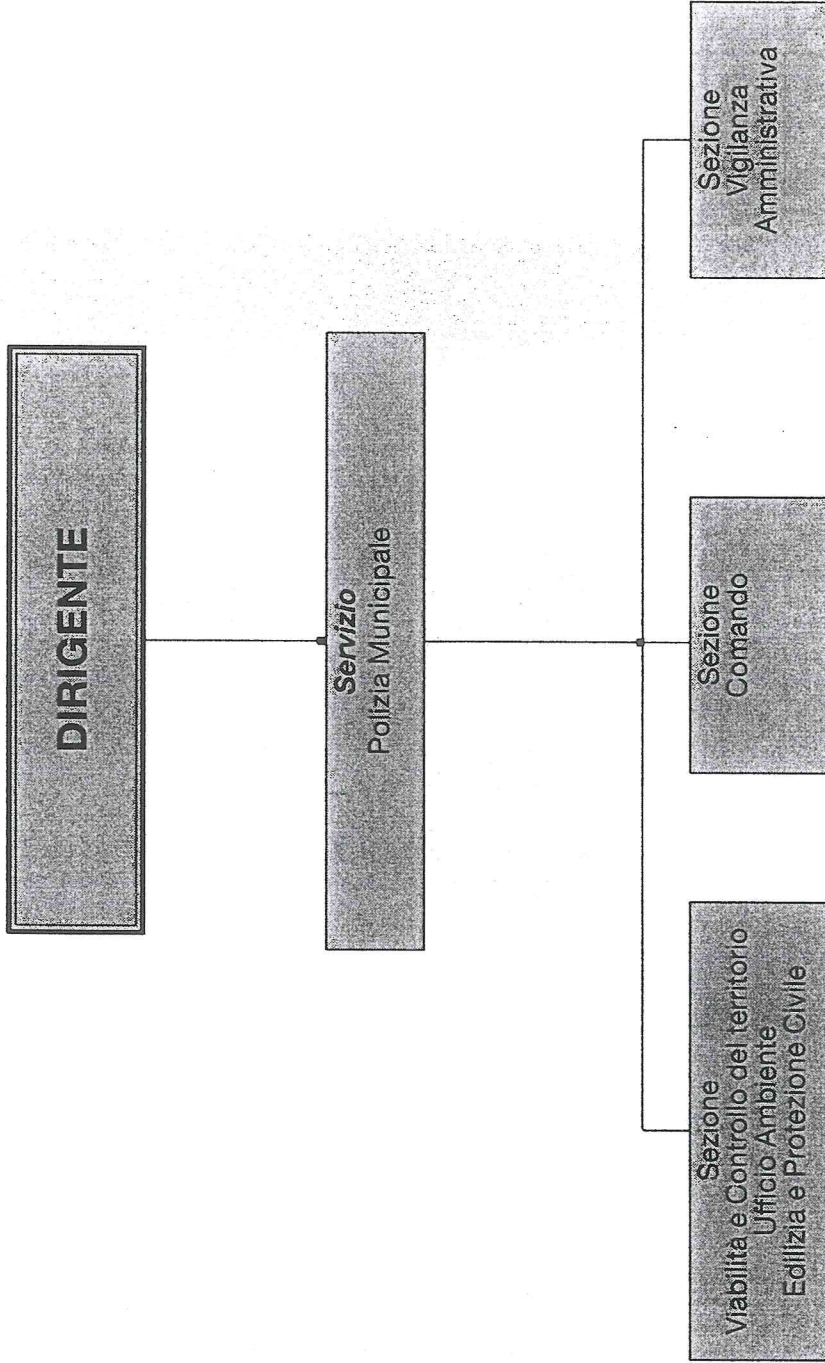 DIRIGENTE
Servizio
Polizia Municipale
Sezione
Viabilità e Controllo del territorio
Ufficio Ambiente
Edilizia e Protezione Civile
Sezione
Comando
Sezione
Vigilanza
Amministrativa